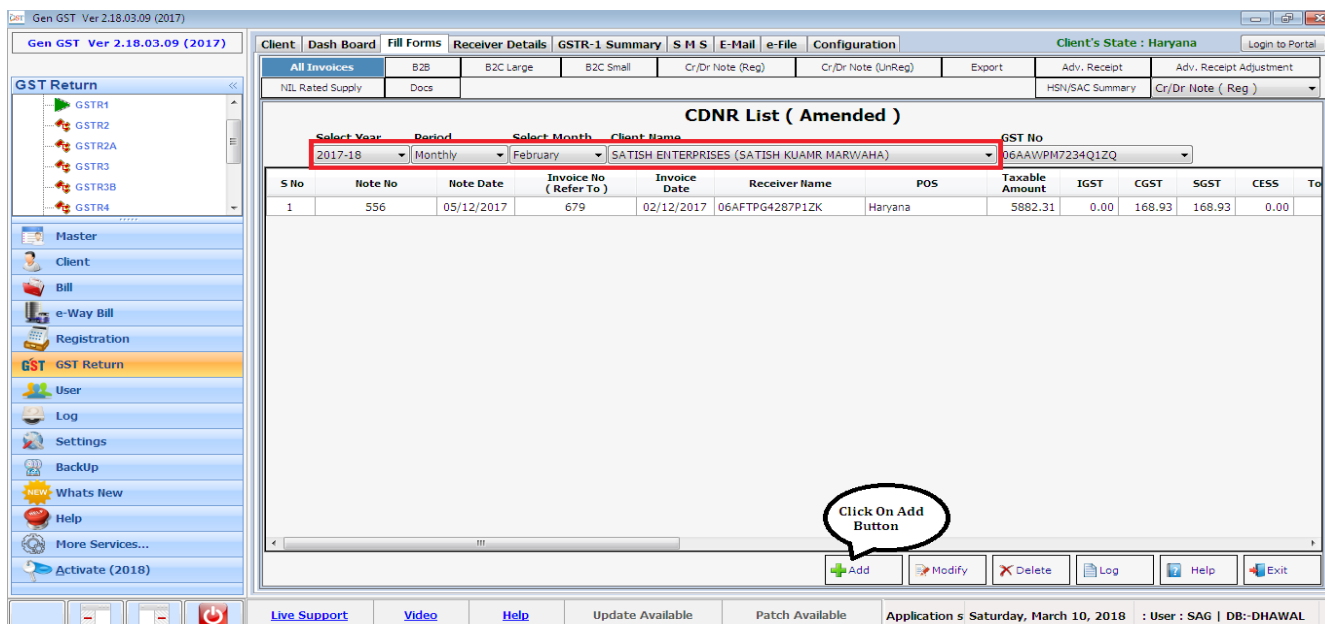 GST Gen GST Ver 2.18.03.09 (2017)
Gen GST Ver 2.18.03.09 (2017)
Client Dash Board Fill Forms Receiver Details GSTR-1 Summary S M S E-Mail e-File Configuration Client's State : Haryana Login to Portal
All Invoices B2B B2C Large B2C Small Cr/Dr Note (Reg) Cr/Dr Note (UnReg) Export Adv. Receipt Adv. Receipt Adjustment
NIL Rated Supply Docs HSN/SAC Summary Cr/Dr Note ( Reg )
GST Return «
GSTR1
GSTR2
GSTR2A
GSTR3
GSTR3B
GSTR4
Master
Client
Bill
e-Way Bill
Registration
GST GST Return
User
Log
Settings
BackUp
NEW Whats New
Help
More Services...
Activate (2018)
CDNR List ( Amended )
Select Year Period Select Month Client Name GST No
2017-18 Monthly February SATISH ENTERPRISES (SATISH KUAMR MARWAHA) 06AAWPM7234Q1ZQ
S No Note No Note Date Invoice No ( Refer To ) Invoice Date Receiver Name POS Taxable Amount IGST CGST SGST CESS To
1 556 05/12/2017 679 02/12/2017 06AFTPG4287P1ZK Haryana 5882.31 0.00 168.93 168.93 0.00
Click On Add
Button
Add Modify Delete Log Help Exit
Live Support Video Help Update Available Patch Available Application s Saturday, March 10, 2018 : User : SAG | DB:-DHAWAL